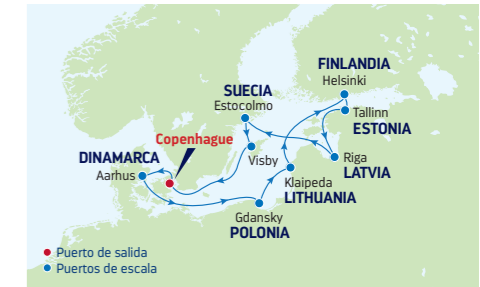 FINLANDIA
Helsinki
SUECIA
Estocolmo
Tallinn
ESTONIA
Copenhague
DINAMARCA
Aarhus
Visby
Riga
LATVIA
Klaipeda
LITHUANIA
Gdansky
POLONIA
Puerto de salida
Puertos de escala